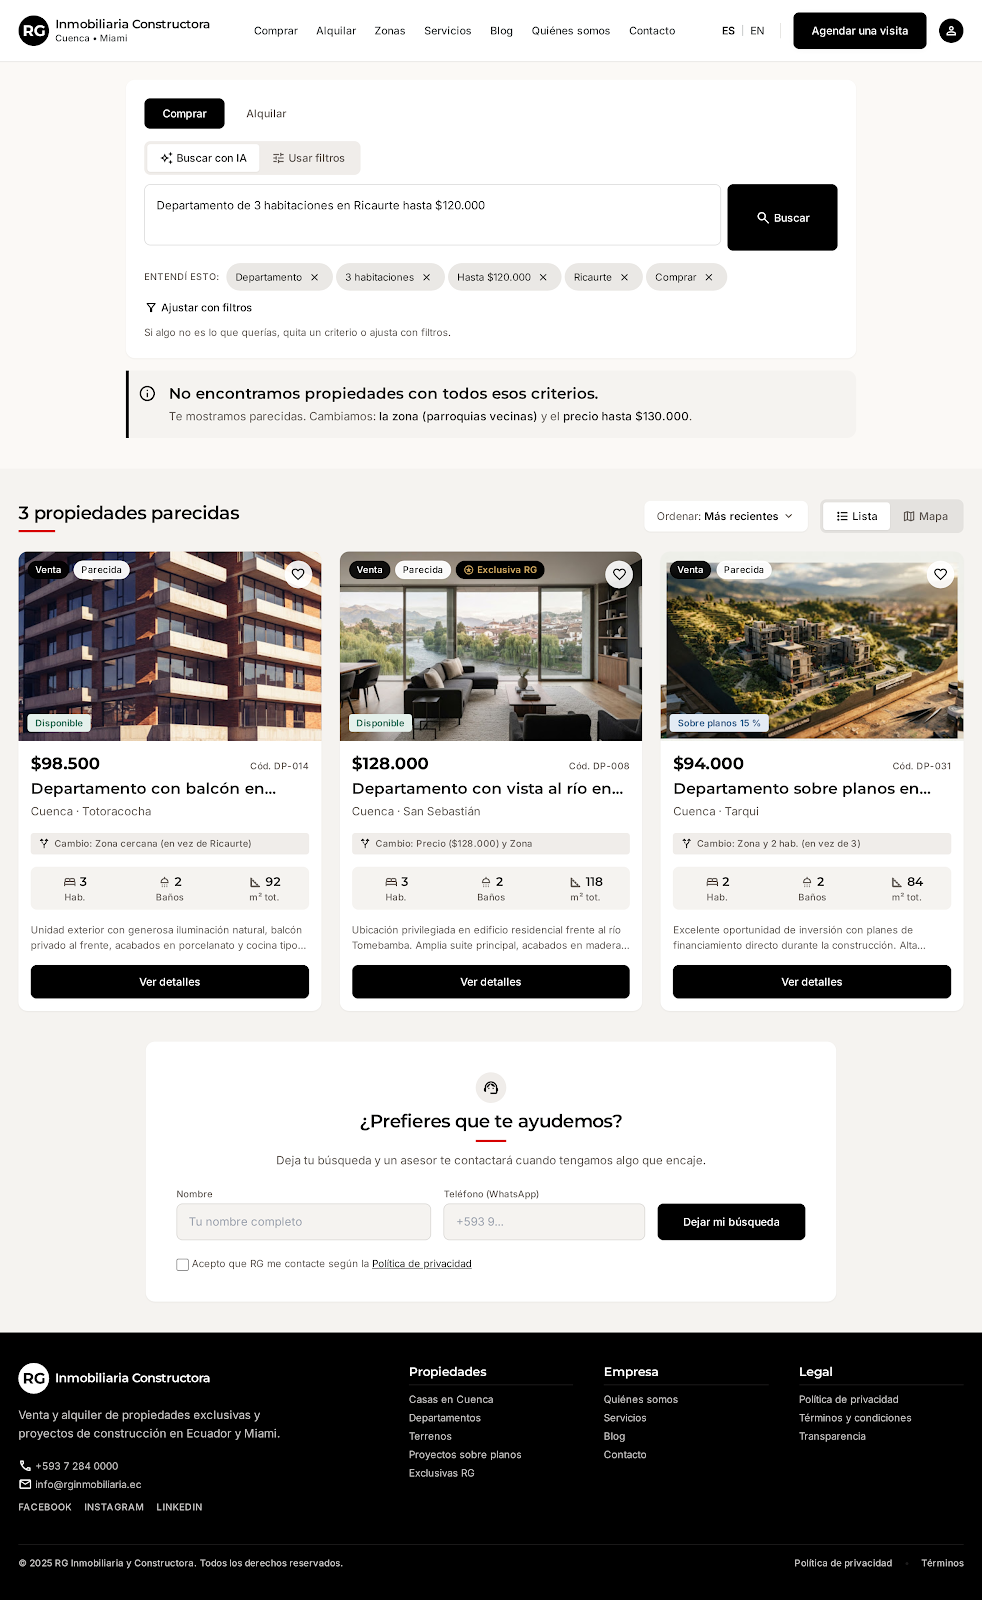 RG Inmobiliaria Constructora
Cuenca • Miami
Comprar Alquilar Zonas Servicios Blog Quiénes somos Contacto
ES | EN
Agendar una visita
Comprar Alquilar
Buscar con IA Usar filtros
Departamento de 3 habitaciones en Ricaurte hasta $120.000
Buscar
ENTENDÍ ESTO: Departamento × 3 habitaciones × Hasta $120.000 × Ricaurte × Comprar ×
Ajustar con filtros
Si algo no es lo que querías, quita un criterio o ajusta con filtros.
No encontramos propiedades con todos esos criterios.
Te mostramos parecidas. Cambiamos: la zona (parroquias vecinas) y el precio hasta $130.000.
3 propiedades parecidas
Ordenar: Más recientes
Lista Mapa
Venta Parecida
Disponible
$98.500 Cód. DP-014
Departamento con balcón en...
Cuenca · Totoracocha
Cambio: Zona cercana (en vez de Ricaurte)
3 2 92
Hab. Baños m² tot.
Unidad exterior con generosa iluminación natural, balcón
privado al frente, acabados en porcelanato y cocina tipo...
Ver detalles
Venta Parecida Exclusiva RG
Disponible
$128.000 Cód. DP-008
Departamento con vista al río en...
Cuenca · San Sebastián
Cambio: Precio ($128.000) y Zona
3 2 118
Hab. Baños m² tot.
Ubicación privilegiada en edificio residencial frente al río
Tomebamba. Amplia suite principal, acabados en madera...
Ver detalles
Venta Parecida
Sobre planos 15 %
$94.000 Cód. DP-031
Departamento sobre planos en...
Cuenca · Tarqui
Cambio: Zona y 2 hab. (en vez de 3)
2 2 84
Hab. Baños m² tot.
Excelente oportunidad de inversión con planes de
financiamiento directo durante la construcción. Alta...
Ver detalles
¿Prefieres que te ayudemos?
Deja tu búsqueda y un asesor te contactará cuando tengamos algo que encaje.
Nombre
Tu nombre completo
Teléfono (WhatsApp)
+593 9...
Dejar mi búsqueda
Acepto que RG me contacte según la Política de privacidad
RG Inmobiliaria Constructora
Venta y alquiler de propiedades exclusivas y
proyectos de construcción en Ecuador y Miami.
+593 7 284 0000
info@rginmobiliaria.ec
FACEBOOK INSTAGRAM LINKEDIN
Propiedades
Casas en Cuenca
Departamentos
Terrenos
Proyectos sobre planos
Exclusivas RG
Empresa
Quiénes somos
Servicios
Blog
Contacto
Legal
Política de privacidad
Términos y condiciones
Transparencia
© 2025 RG Inmobiliaria y Constructora. Todos los derechos reservados.
Política de privacidad · Términos